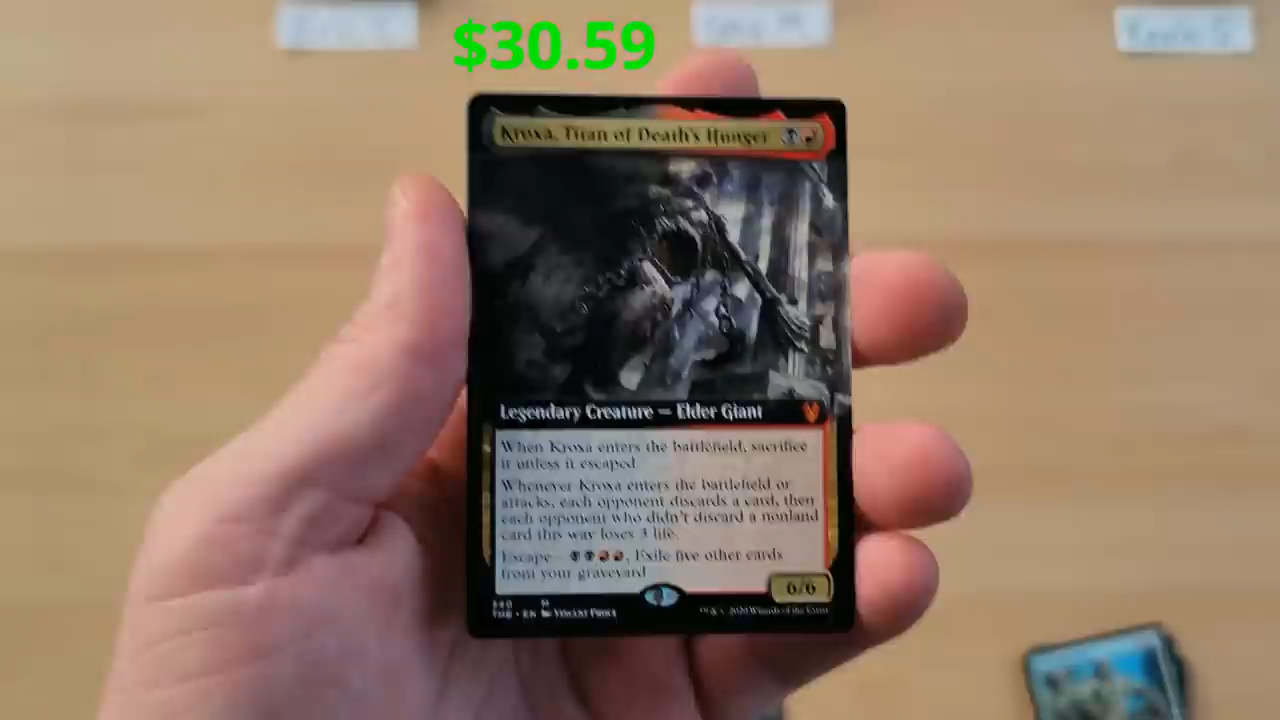 $30.59
Kroxa, Titan of Death's Hunger
Legendary Creature — Elder Giant
When Kroxa enters the battlefield, sacrifice
it unless it escaped.
Whenever Kroxa enters the battlefield or
attacks, each opponent discards a card, then
each opponent who didn't discard a nonland
card this way loses 3 life.
Escape— , Exile five other cards
from your graveyard
6/6
M
THB • EN VINCENT PROCE
™ & © 2020 Wizards of the Coast